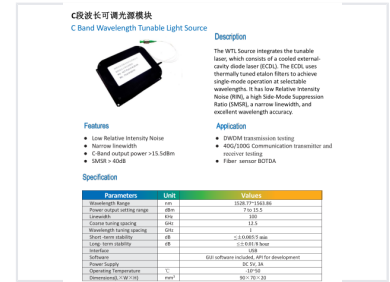 C段波长可调光源模块
C Band Wavelength Tunable Light Source
Description
The WTL Source integrates the tunable
laser, which consists of a cooled external-
cavity diode laser (ECDL). The ECDL uses
thermally tuned etalon filters to achieve
single-mode operation at selectable
wavelengths. It has low Relative Intensity
Noise (RIN), a high Side-Mode Suppression
Ratio (SMSR), a narrow linewidth, and
excellent wavelength accuracy.
Features
● Low Relative Intensity Noise
● Narrow linewidth
● C-Band output power >15.5dBm
● SMSR > 40dB
Application
● DWDM transmission testing
● 40G/100G Communication transmitter and
receiver testing
● Fiber sensor BOTDA
Specification
Parameters Unit Values
Wavelength Range nm 1528.77~1563.86
Power output setting range dBm 7 to 15.5
Linewidth KHz 100
Coarse tuning spacing GHz 12.5
Wavelength tuning spacing GHz 1
Short-term stability dB ≤±0.005/5 min
Long-term stability dB ≤±0.01/8 hour
Interface USB
Software GUI software included, API for development
Power Supply DC 5V, 3A
Operating Temperature ℃ -10~50
Dimensions(L×W×H) mm³ 90×70×20